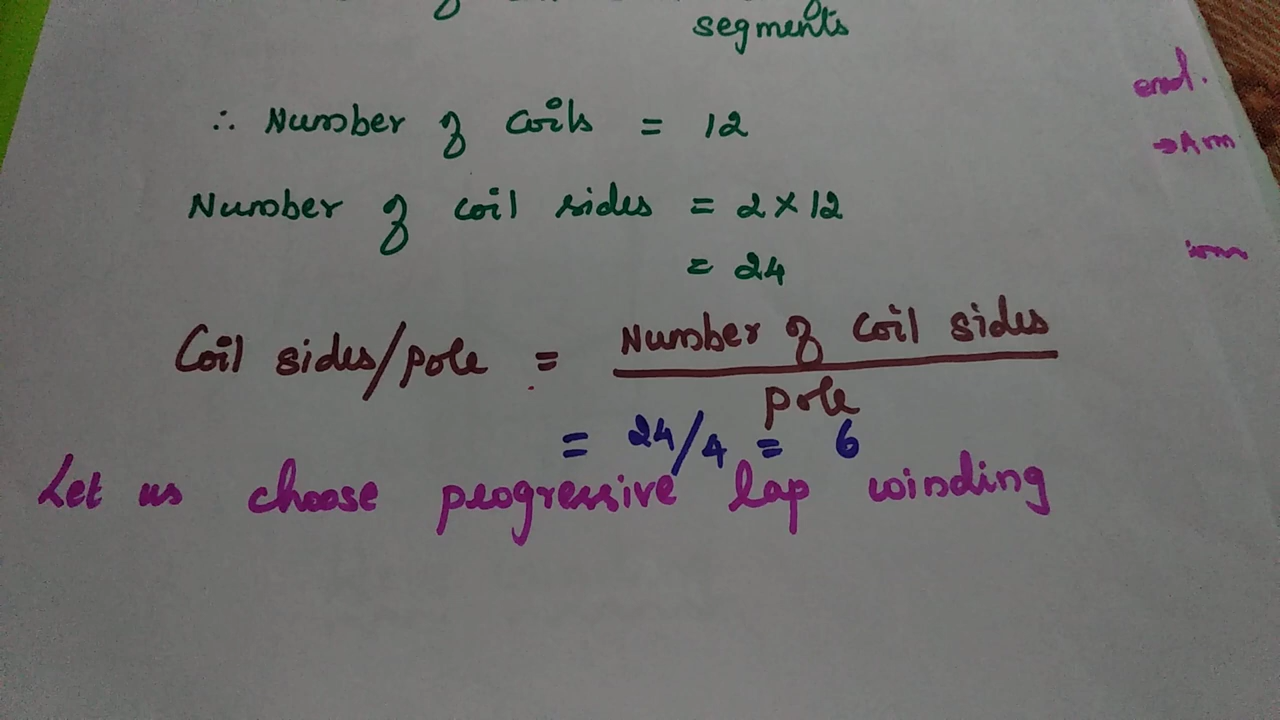 segments
end.
∴ Number of coils = 12
→Arm
Number of coil sides = 2 × 12
= 24
Coil sides/pole = Number of coil sides
pole
= 24/4 = 6
Let us choose progressive lap winding